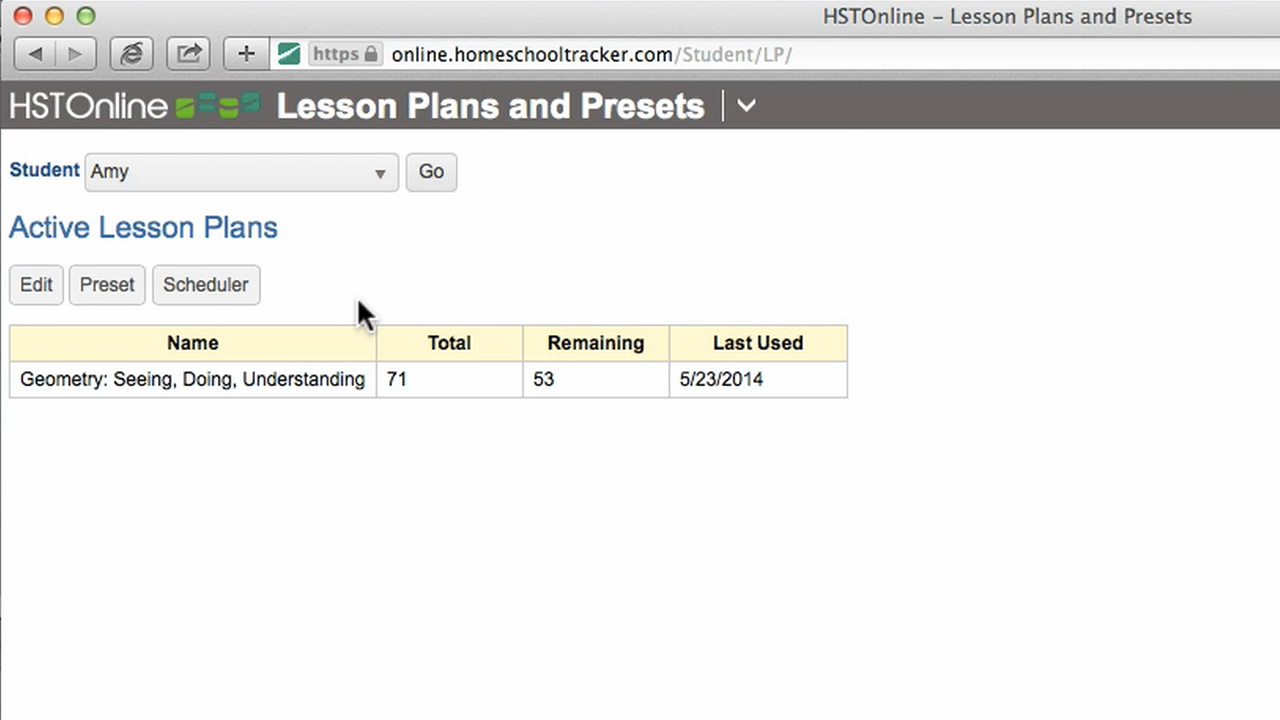 HSTOnline – Lesson Plans and Presets
https online.homeschooltracker.com/Student/LP/
HSTOnline Lesson Plans and Presets
Student Amy Go
Active Lesson Plans
Edit Preset Scheduler
Name Total Remaining Last Used
Geometry: Seeing, Doing, Understanding 71 53 5/23/2014